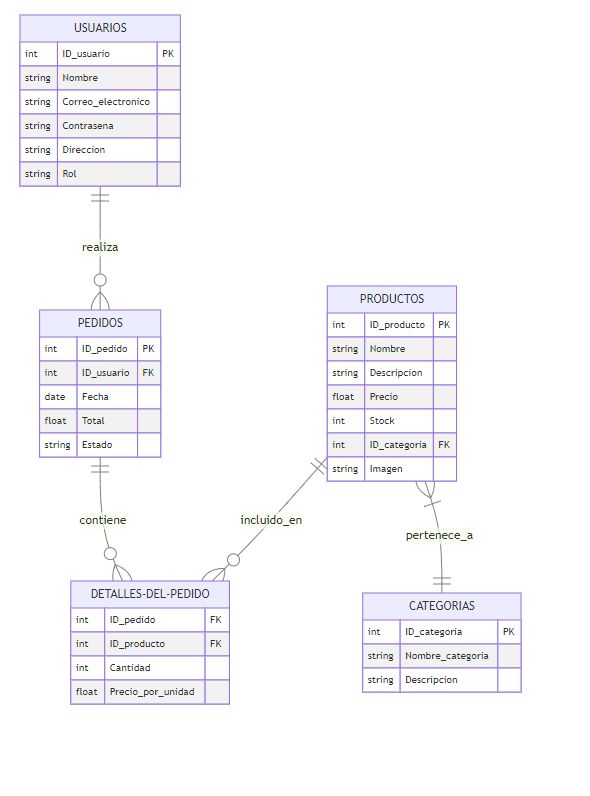 USUARIOS
int ID_usuario PK
string Nombre
string Correo_electronico
string Contrasena
string Direccion
string Rol
realiza
PEDIDOS
int ID_pedido PK
int ID_usuario FK
date Fecha
float Total
string Estado
PRODUCTOS
int ID_producto PK
string Nombre
string Descripcion
float Precio
int Stock
int ID_categoria FK
string Imagen
contiene
incluido_en
pertenece_a
DETALLES-DEL-PEDIDO
int ID_pedido FK
int ID_producto FK
int Cantidad
float Precio_por_unidad
CATEGORIAS
int ID_categoria PK
string Nombre_categoria
string Descripcion